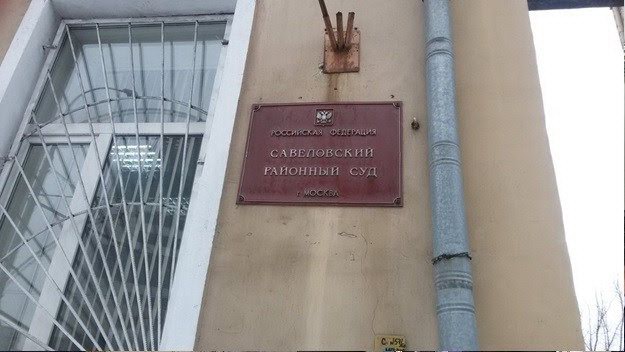 РОССИЙСКАЯ ФЕДЕРАЦИЯ
САВЕЛОВСКИЙ
РАЙОННЫЙ СУД
г. МОСКВА